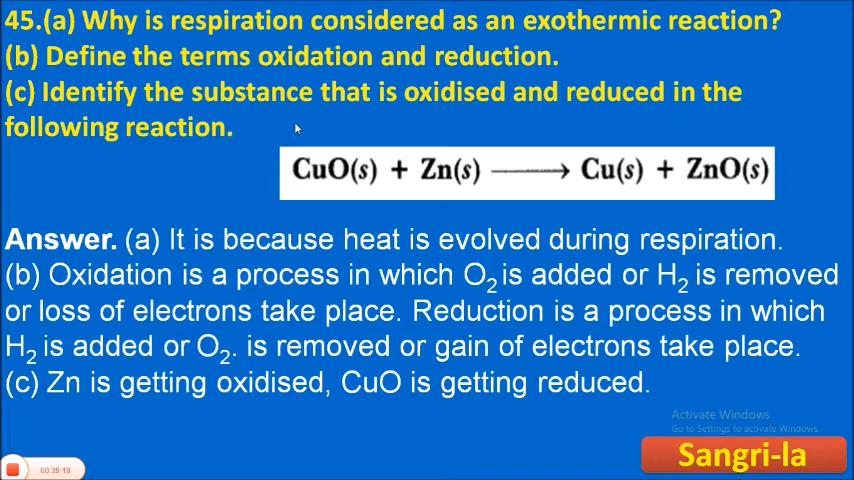 45.(a) Why is respiration considered as an exothermic reaction?
(b) Define the terms oxidation and reduction.
(c) Identify the substance that is oxidised and reduced in the
following reaction.
CuO(s) + Zn(s) ⟶ Cu(s) + ZnO(s)
Answer. (a) It is because heat is evolved during respiration.
(b) Oxidation is a process in which O₂ is added or H₂ is removed
or loss of electrons take place. Reduction is a process in which
H₂ is added or O₂. is removed or gain of electrons take place.
(c) Zn is getting oxidised, CuO is getting reduced.
Activate Windows
Go to Settings to activate Windows.
Sangri-la
00:39:19